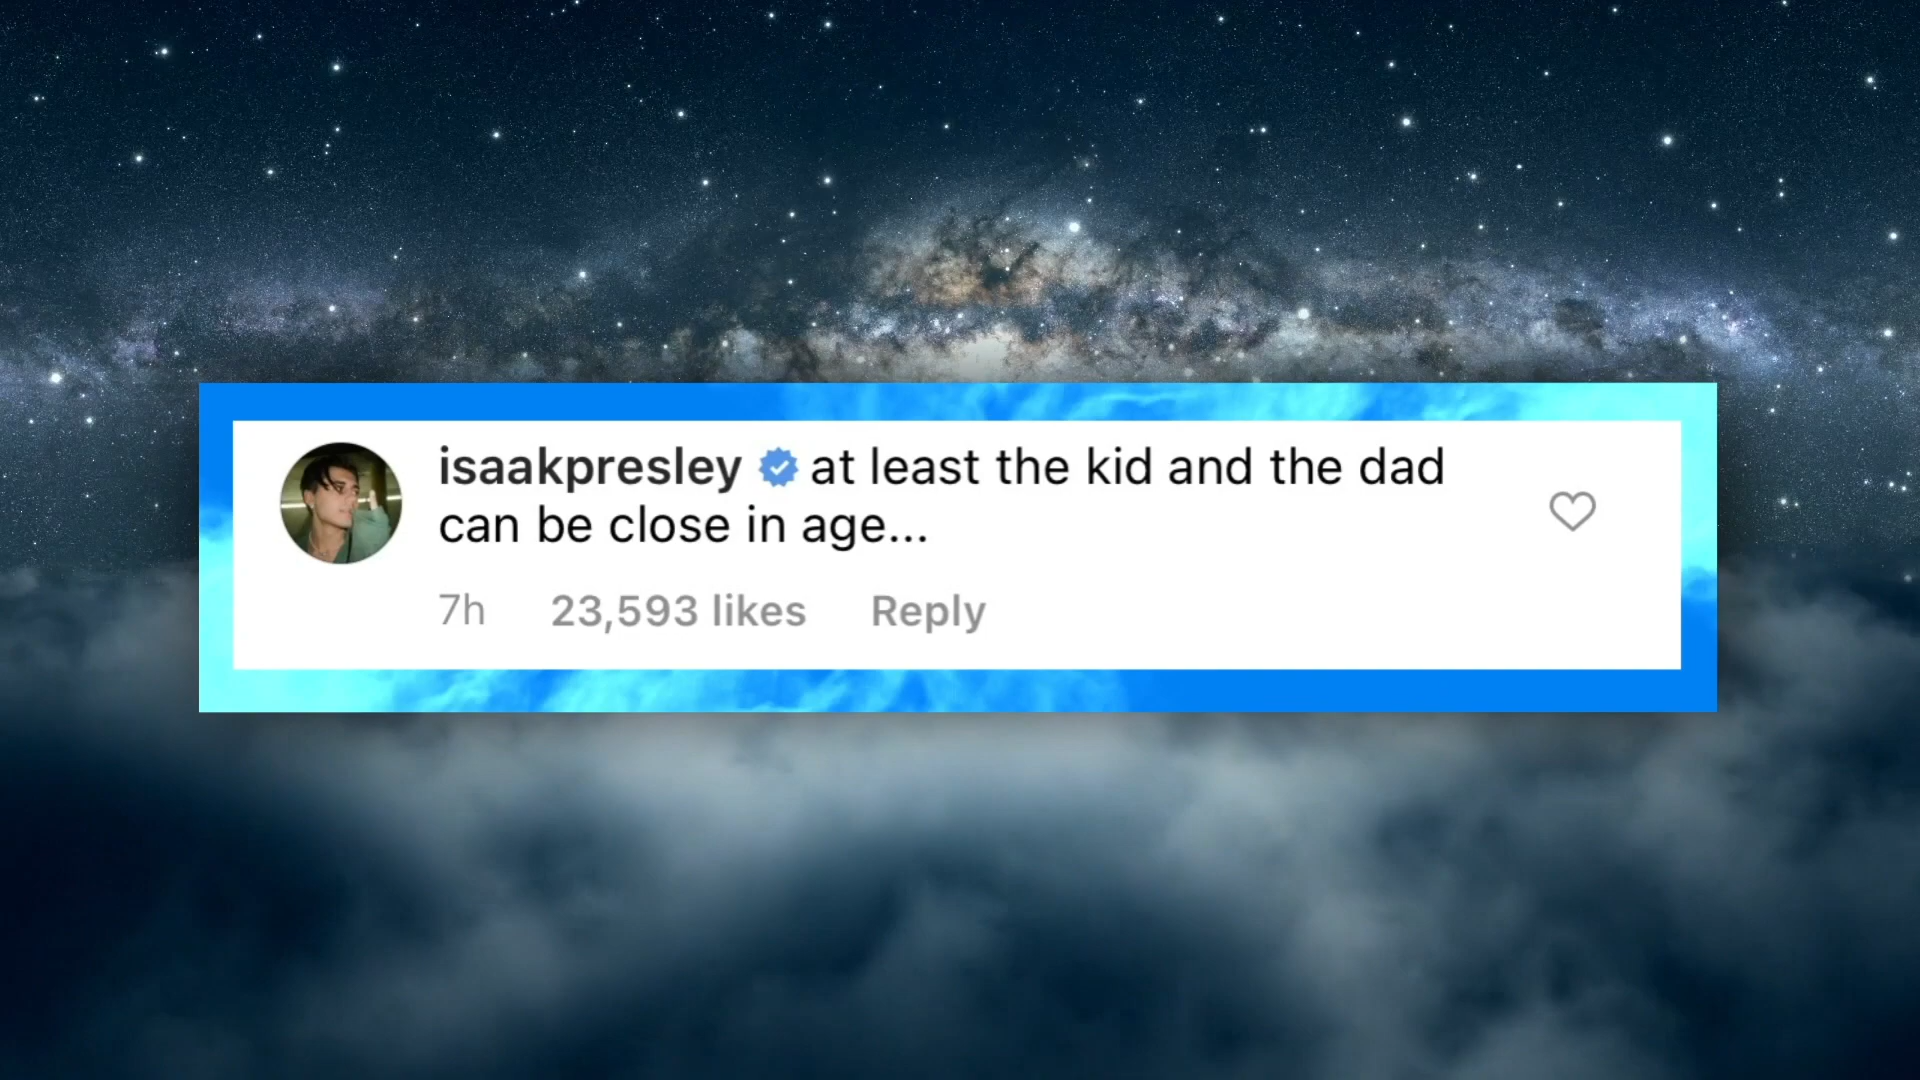 isaakpresley at least the kid and the dad
can be close in age...
7h 23,593 likes Reply